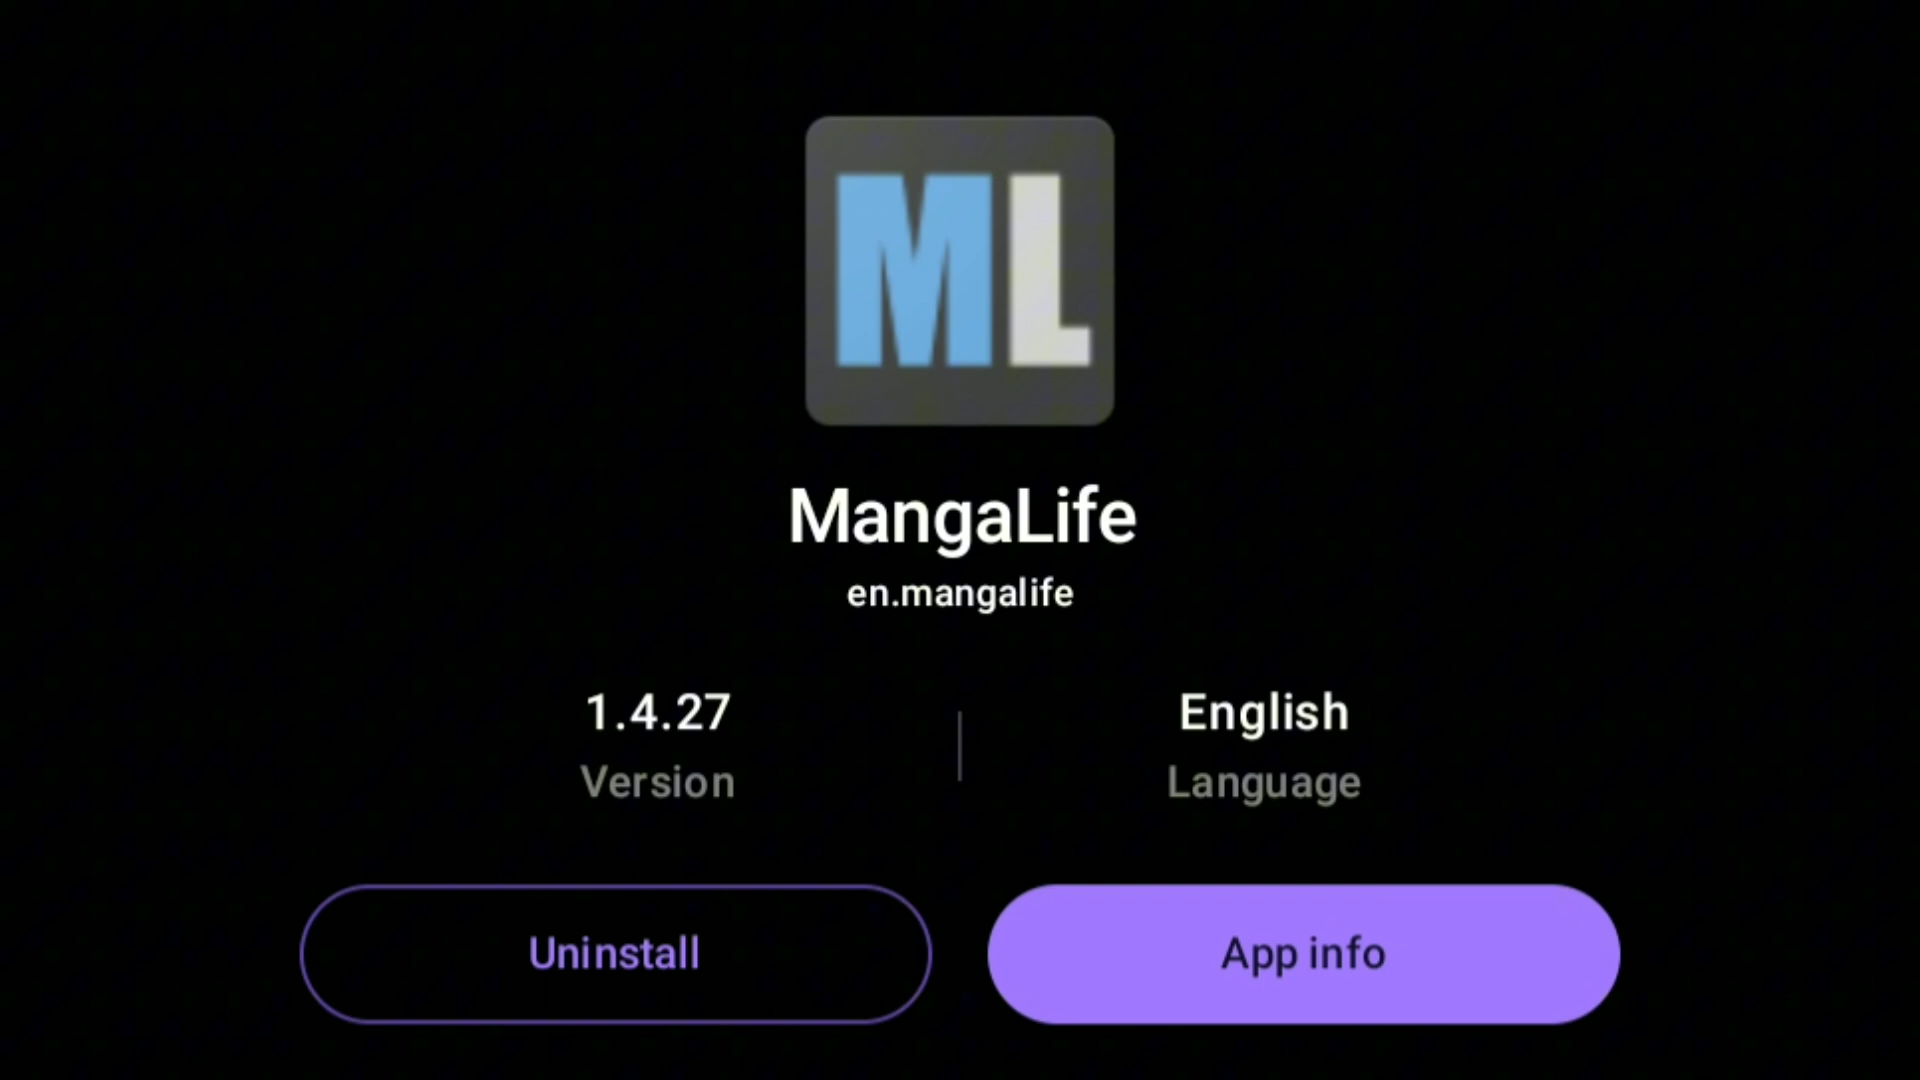 ML
MangaLife
en.mangalife
1.4.27
Version
English
Language
Uninstall
App info